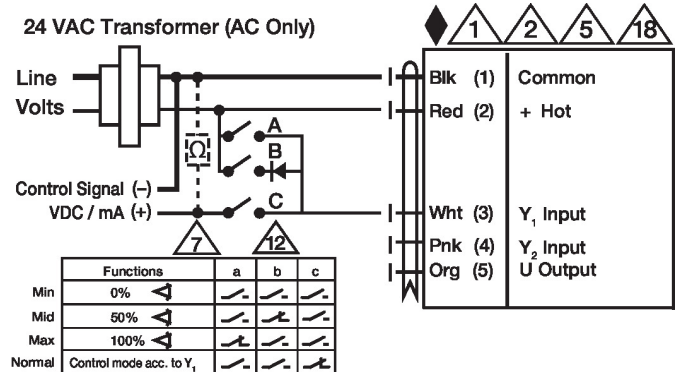 24 VAC Transformer (AC Only)
1 2 5 18
Line
Volts
Blk (1) Common
Red (2) + Hot
A
Ω
B
Control Signal (–)
VDC / mA (+)
C
Wht (3) Y1 Input
Pnk (4) Y2 Input
Org (5) U Output
7 12
Functions a b c
Min 0%
Mid 50%
Max 100%
Normal Control mode acc. to Y1